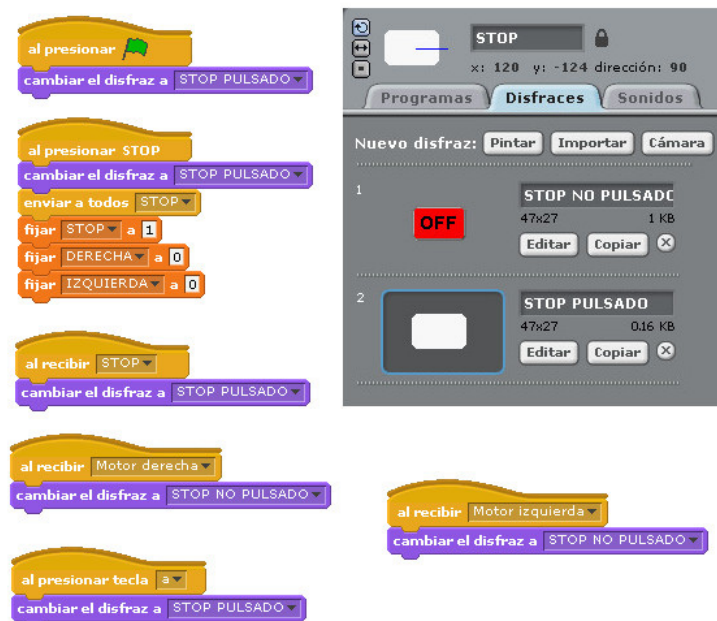 al presionar
cambiar el disfraz a STOP PULSADO
al presionar STOP
cambiar el disfraz a STOP PULSADO
enviar a todos STOP
fijar STOP a 1
fijar DERECHA a 0
fijar IZQUIERDA a 0
al recibir STOP
cambiar el disfraz a STOP PULSADO
al recibir Motor derecha
cambiar el disfraz a STOP NO PULSADO
al presionar tecla a
cambiar el disfraz a STOP PULSADO
STOP
x: 120 y: -124 dirección: 90
Programas Disfraces Sonidos
Nuevo disfraz: Pintar Importar Cámara
1
OFF
STOP NO PULSADO
47x27 1 KB
Editar Copiar
2
STOP PULSADO
47x27 0.16 KB
Editar Copiar
al recibir Motor izquierda
cambiar el disfraz a STOP NO PULSADO